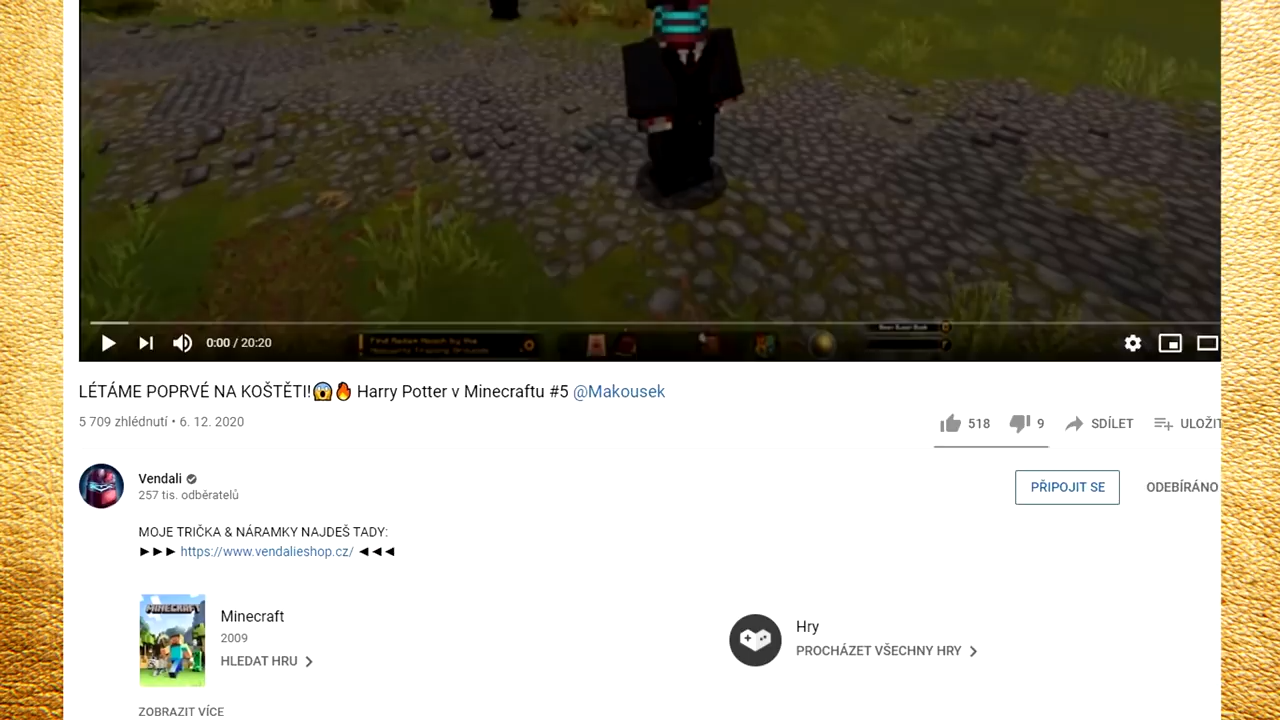 0:00 / 20:20
LÉTÁME POPRVÉ NA KOŠTĚTI!😱🔥 Harry Potter v Minecraftu #5 @Makousek
5 709 zhlédnutí • 6. 12. 2020
518 9 SDÍLET ULOŽIT
Vendali
257 tis. odběratelů
PŘIPOJIT SE ODEBÍRÁNO
MOJE TRIČKA & NÁRAMKY NAJDEŠ TADY:
►►► https://www.vendalieshop.cz/ ◄◄◄
MINECRAFT
Minecraft
2009
HLEDAT HRU
Hry
PROCHÁZET VŠECHNY HRY
ZOBRAZIT VÍCE